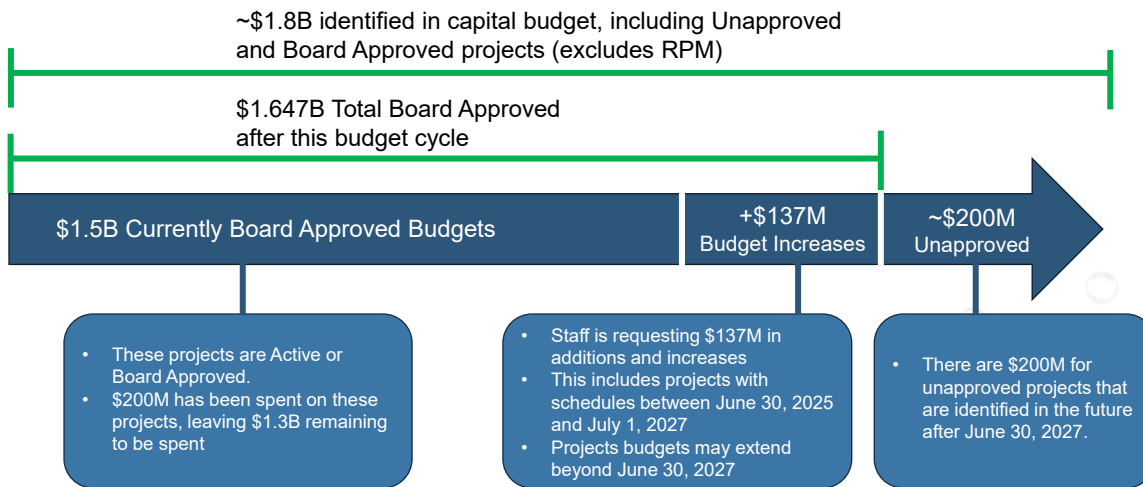 ~$1.8B identified in capital budget, including Unapproved
and Board Approved projects (excludes RPM)
$1.647B Total Board Approved
after this budget cycle
$1.5B Currently Board Approved Budgets
+$137M
Budget Increases
~$200M
Unapproved
• These projects are Active or
Board Approved.
• $200M has been spent on these
projects, leaving $1.3B remaining
to be spent
• Staff is requesting $137M in
additions and increases
• This includes projects with
schedules between June 30, 2025
and July 1, 2027
• Projects budgets may extend
beyond June 30, 2027
• There are $200M for
unapproved projects that
are identified in the future
after June 30, 2027.